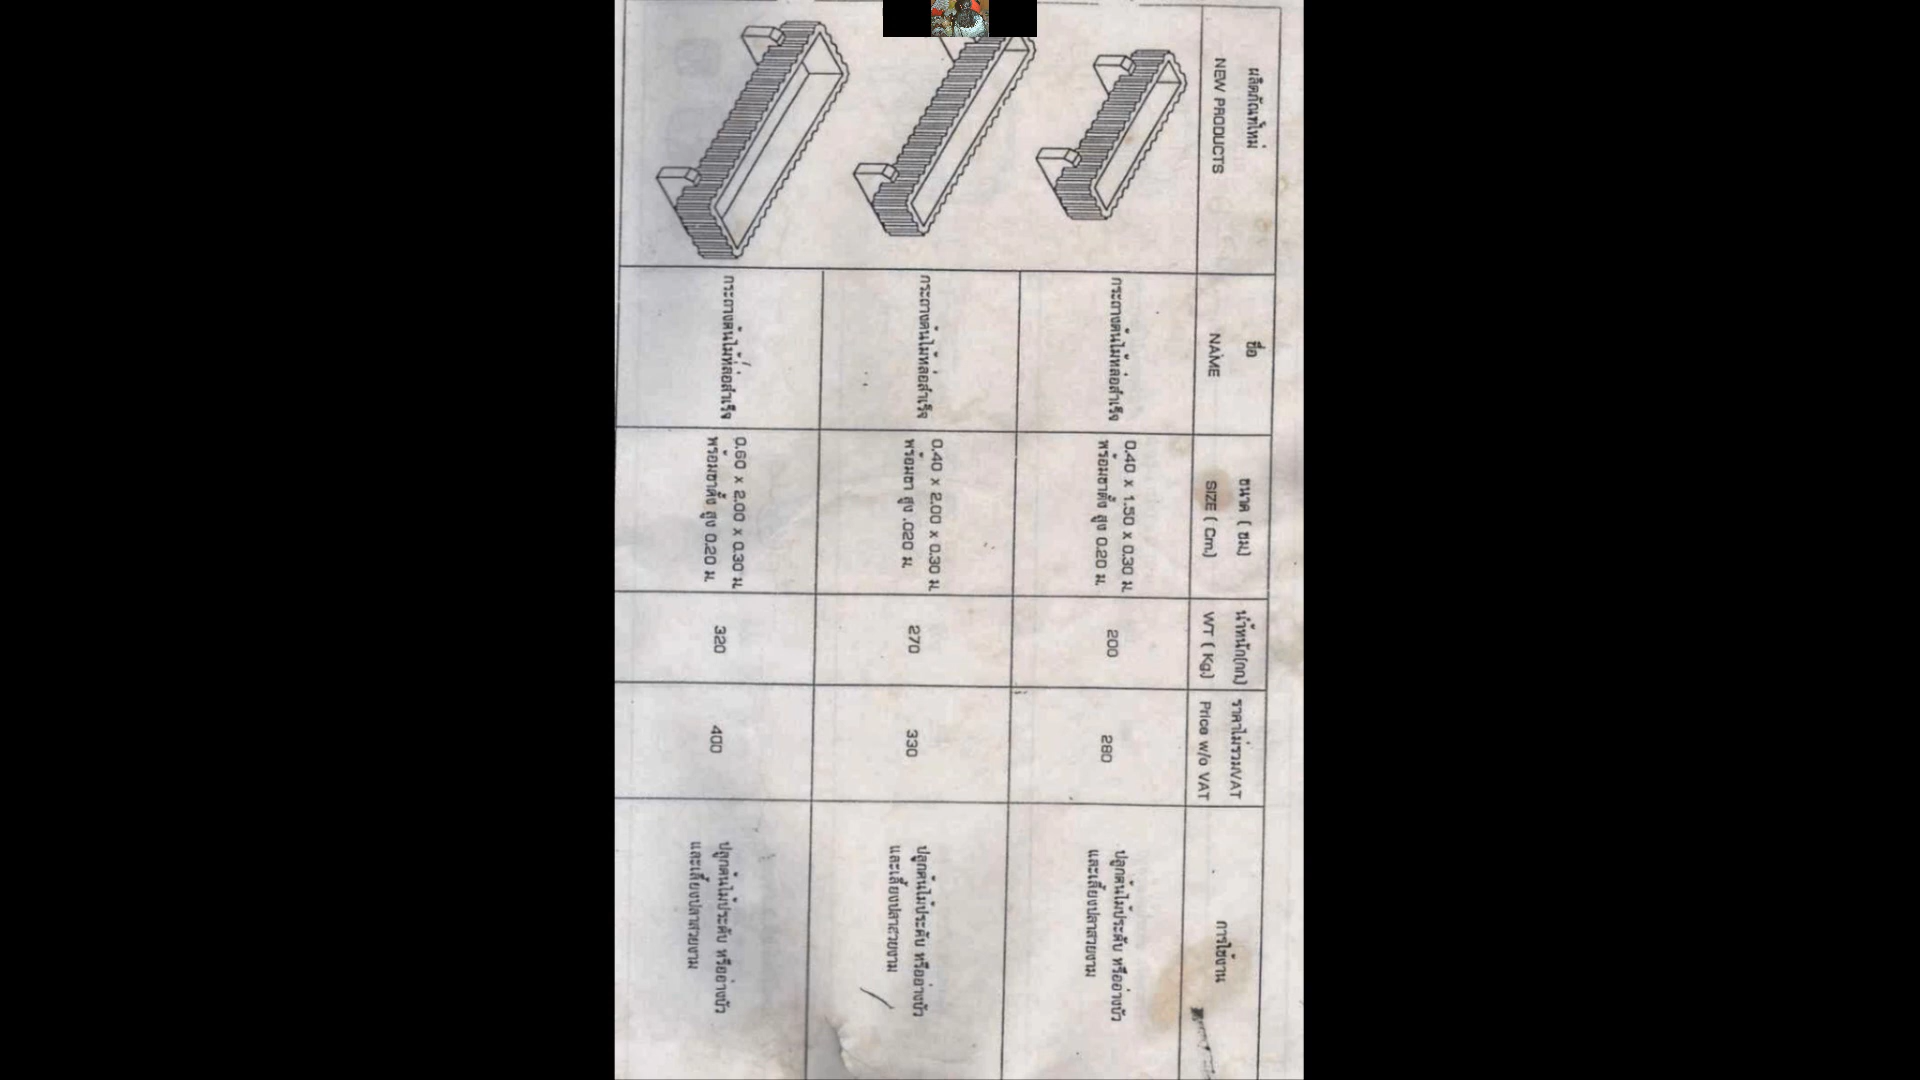 ผลิตภัณฑ์ใหม่
NEW PRODUCTS
ชื่อ
NAME
ขนาด ( ซม.)
SIZE ( Cm.)
น้ำหนัก(กก.)
WT ( Kg.)
ราคาไม่รวมVAT
Price w/o VAT
การใช้งาน
กระถางต้นไม้หล่อสำเร็จ
0.40 x 1.50 x 0.30 ม.
พร้อมขาตั้ง สูง 0.20 ม.
200
280
ปลูกต้นไม้ประดับ หรืออ่างบัว
และเลี้ยงปลาสวยงาม
กระถางต้นไม้หล่อสำเร็จ
0.40 x 2.00 x 0.30 ม.
พร้อมขา สูง .020 ม.
270
330
ปลูกต้นไม้ประดับ หรืออ่างบัว
และเลี้ยงปลาสวยงาม
กระถางต้นไม้หล่อสำเร็จ
0.60 x 2.00 x 0.30 ม.
พร้อมขาตั้ง สูง 0.20 ม.
320
400
ปลูกต้นไม้ประดับ หรืออ่างบัว
และเลี้ยงปลาสวยงาม